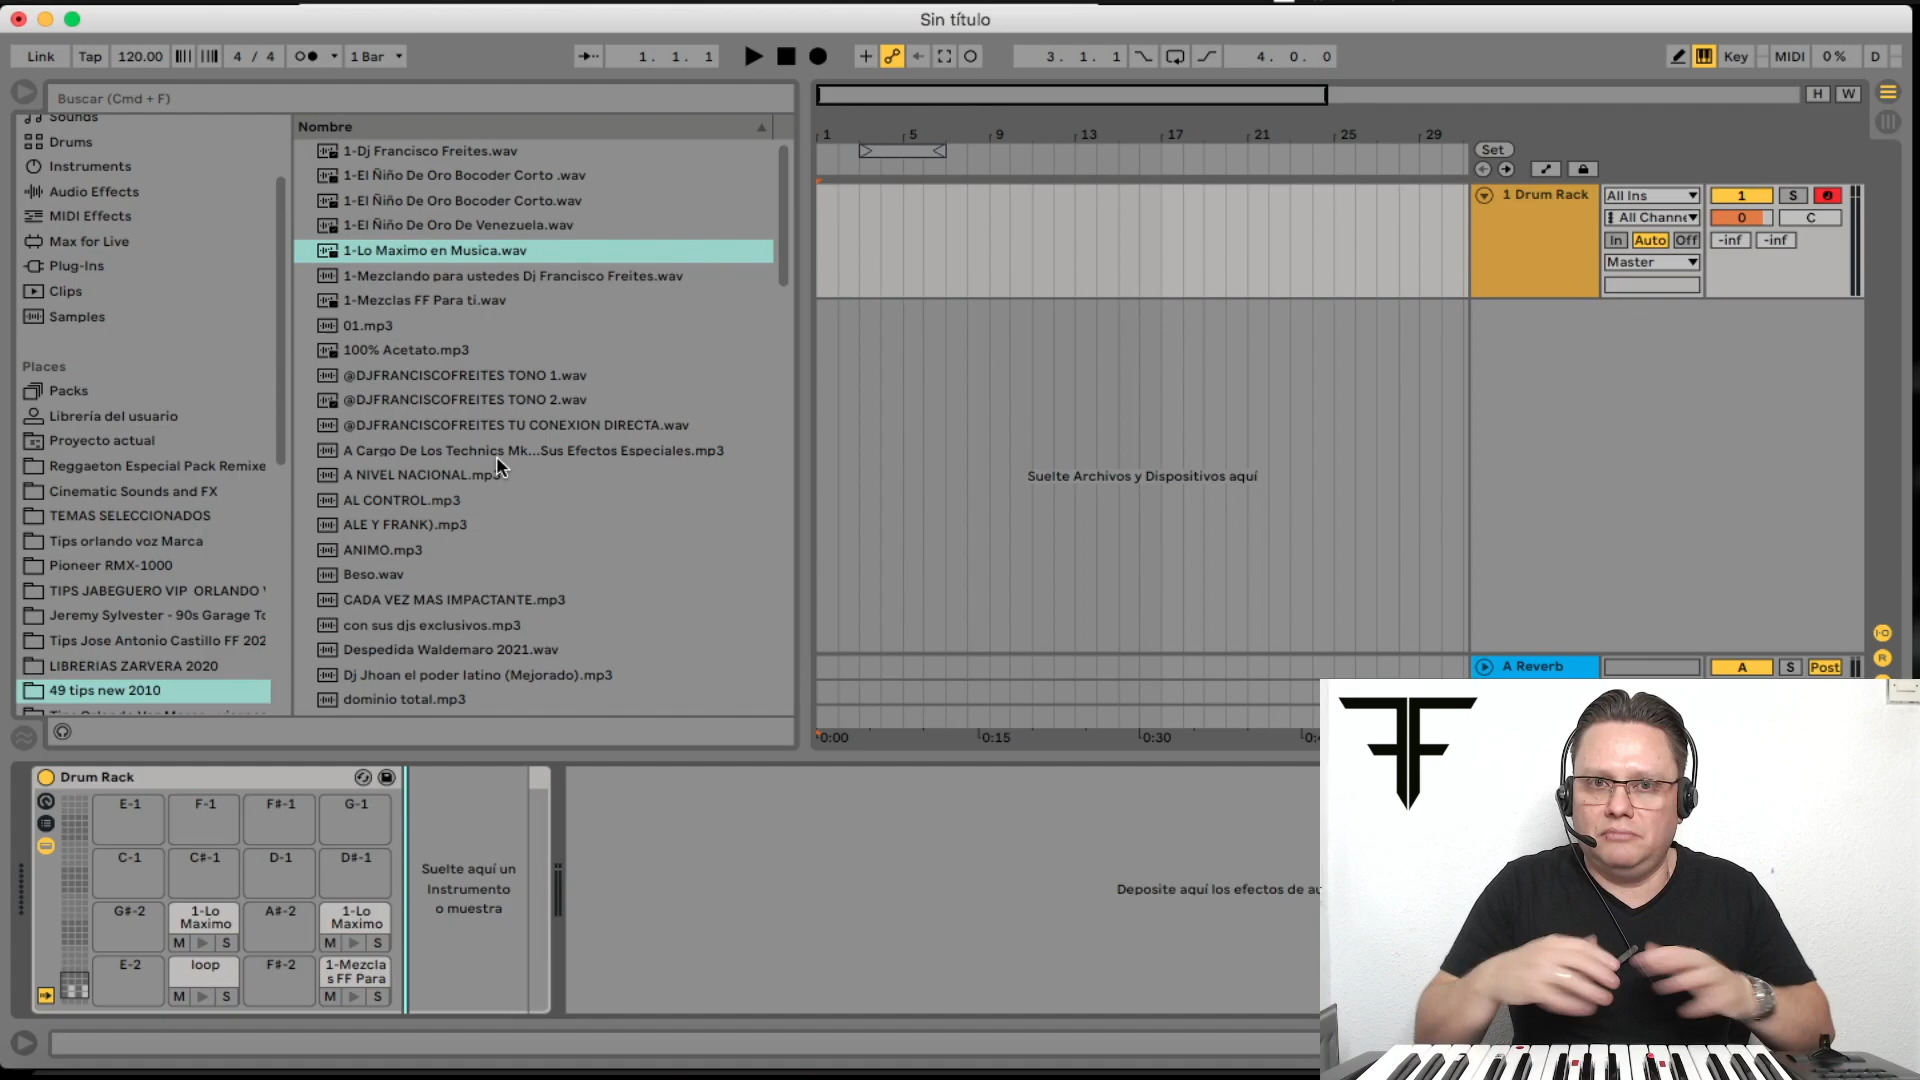 Sin título
Link
Tap
120.00
4 / 4
1 Bar
1. 1. 1
3. 1. 1
4. 0. 0
Key
MIDI
0 %
D
Buscar (Cmd + F)
H
W
Sounds
Drums
Instruments
Audio Effects
MIDI Effects
Max for Live
Plug-Ins
Clips
Samples
Places
Packs
Librería del usuario
Proyecto actual
Reggaeton Especial Pack Remixe
Cinematic Sounds and FX
TEMAS SELECCIONADOS
Tips orlando voz Marca
Pioneer RMX-1000
TIPS JABEGUERO VIP ORLANDO
Jeremy Sylvester - 90s Garage To
Tips Jose Antonio Castillo FF 202
LIBRERIAS ZARVERA 2020
49 tips new 2010
Nombre
1-Dj Francisco Freites.wav
1-El Ñiño De Oro Bocoder Corto .wav
1-El Ñiño De Oro Bocoder Corto.wav
1-El Ñiño De Oro De Venezuela.wav
1-Lo Maximo en Musica.wav
1-Mezclando para ustedes Dj Francisco Freites.wav
1-Mezclas FF Para ti.wav
01.mp3
100% Acetato.mp3
@DJFRANCISCOFREITES TONO 1.wav
@DJFRANCISCOFREITES TONO 2.wav
@DJFRANCISCOFREITES TU CONEXION DIRECTA.wav
A Cargo De Los Technics Mk...Sus Efectos Especiales.mp3
A NIVEL NACIONAL.mp3
AL CONTROL.mp3
ALE Y FRANK).mp3
ANIMO.mp3
Beso.wav
CADA VEZ MAS IMPACTANTE.mp3
con sus djs exclusivos.mp3
Despedida Waldemaro 2021.wav
Dj Jhoan el poder latino (Mejorado).mp3
dominio total.mp3
1 5 9 13 17 21 25 29
Set
1 Drum Rack
All Ins
All Channe
In Auto Off
Master
1 S
0 C
-inf -inf
Suelte Archivos y Dispositivos aquí
A Reverb
A S Post
I-O
R
0:00 0:15 0:30
Drum Rack
E-1 F-1 F#-1 G-1
C-1 C#-1 D-1 D#-1
G#-2 1-Lo Maximo A#-2 1-Lo Maximo
M S M S
E-2 loop F#-2 1-Mezcla s FF Para
M S M S
Suelte aquí un
Instrumento
o muestra
Deposite aquí los efectos de au